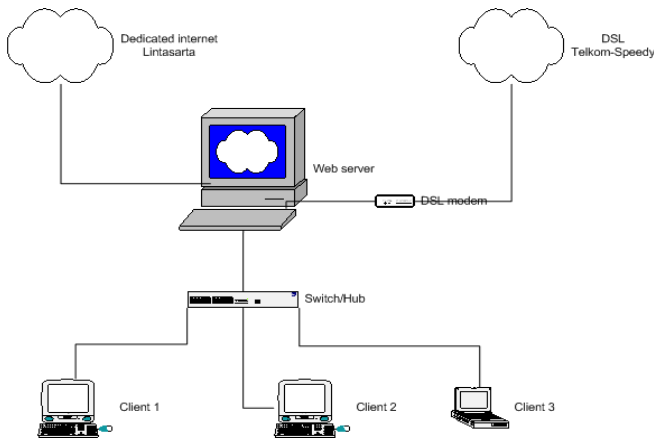 Dedicated internet
Lintasarta
DSL
Telkom-Speedy
Web server
DSL modem
Switch/Hub
Client 1
Client 2
Client 3